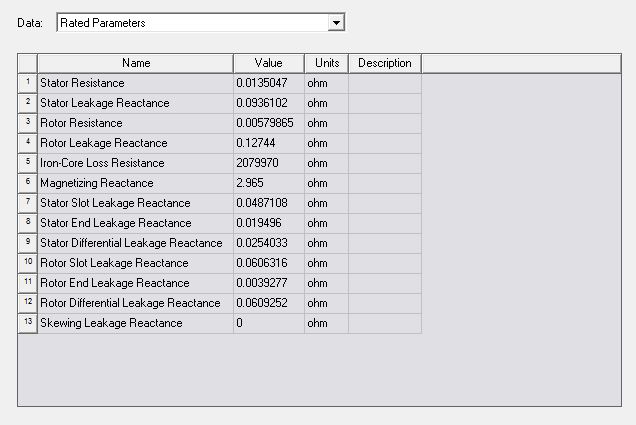 Data: Rated Parameters
Name Value Units Description
1 Stator Resistance 0.0135047 ohm
2 Stator Leakage Reactance 0.0936102 ohm
3 Rotor Resistance 0.00579865 ohm
4 Rotor Leakage Reactance 0.12744 ohm
5 Iron-Core Loss Resistance 2079970 ohm
6 Magnetizing Reactance 2.965 ohm
7 Stator Slot Leakage Reactance 0.0487108 ohm
8 Stator End Leakage Reactance 0.019496 ohm
9 Stator Differential Leakage Reactance 0.0254033 ohm
10 Rotor Slot Leakage Reactance 0.0606316 ohm
11 Rotor End Leakage Reactance 0.0039277 ohm
12 Rotor Differential Leakage Reactance 0.0609252 ohm
13 Skewing Leakage Reactance 0 ohm